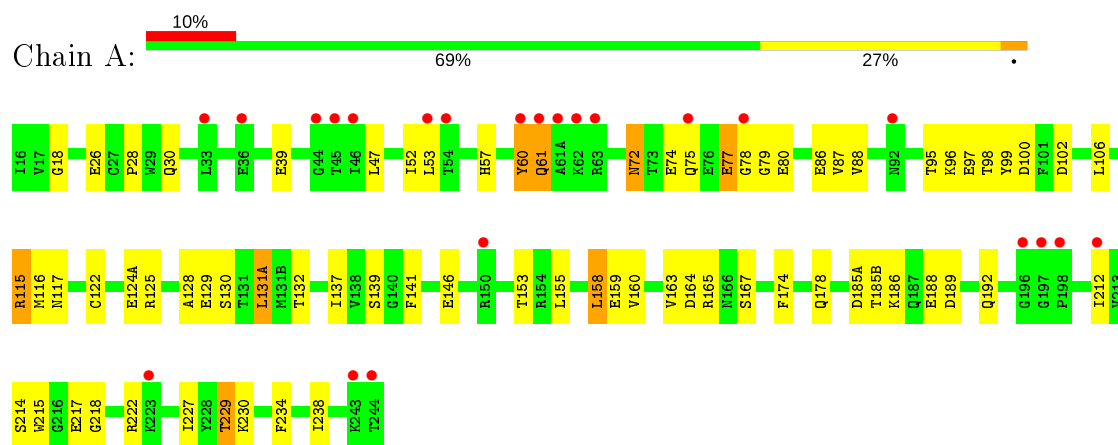 10%
Chain A:
69% 27% •
I16 V17 G18 E26 C27 P28 W29 Q30 L33 E36 E39 G44 T45 I46 L47 I52 L53 T54 H57 Y60 Q61 A61A K62 R63 N72 T73 E74 Q75 E76 E77 G78 G79 E80 E86 V87 V88 N92 T95 K96 E97 T98 Y99 D100 F101 D102 L106
R115 M116 N117 C122 E124A R125 A128 E129 S130 T131 L131A M131B T132 I137 V138 S139 G140 F141 E146 R150 T153 R154 L155 L158 E159 V160 V163 D164 R165 N166 S167 F174 Q178 D185A T185B K186 Q187 E188 D189 Q192 G196 G197 P198 I212 V213
S214 W215 G216 E217 G218 R222 K223 I227 Y228 T229 K230 F234 I238 K243 T244